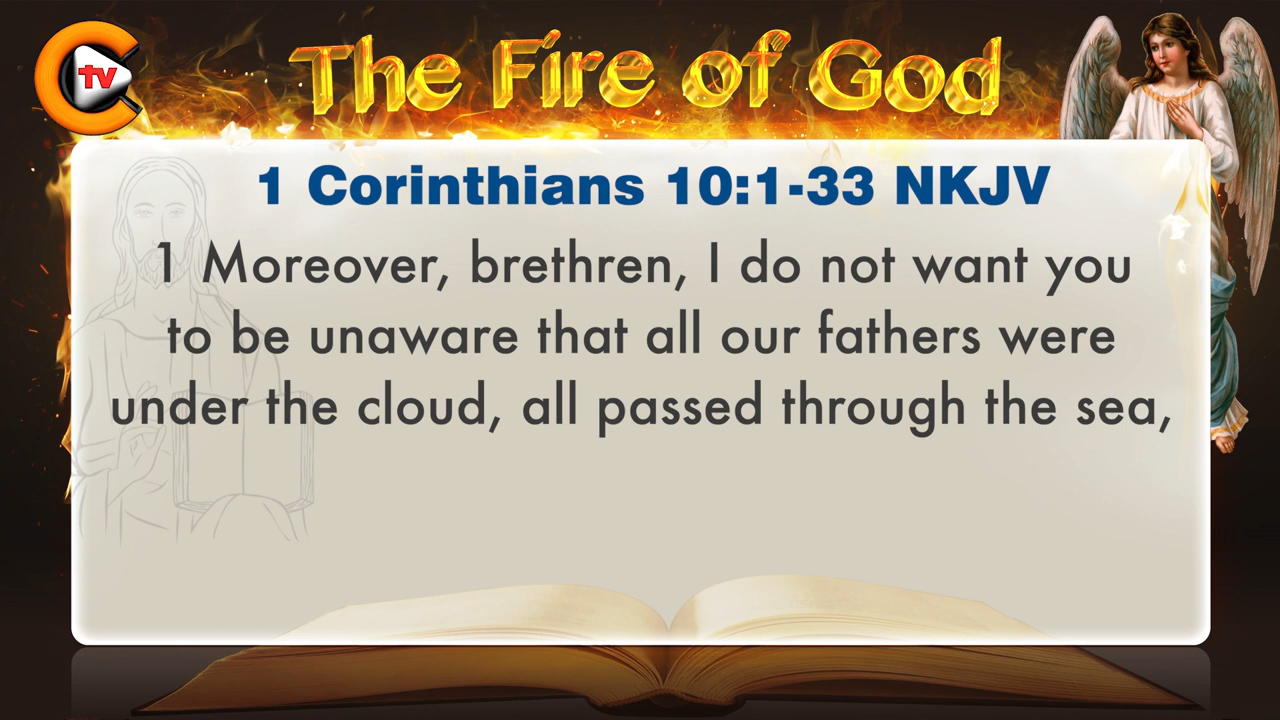 tv
The Fire of God
1 Corinthians 10:1-33 NKJV
1 Moreover, brethren, I do not want you
to be unaware that all our fathers were
under the cloud, all passed through the sea,